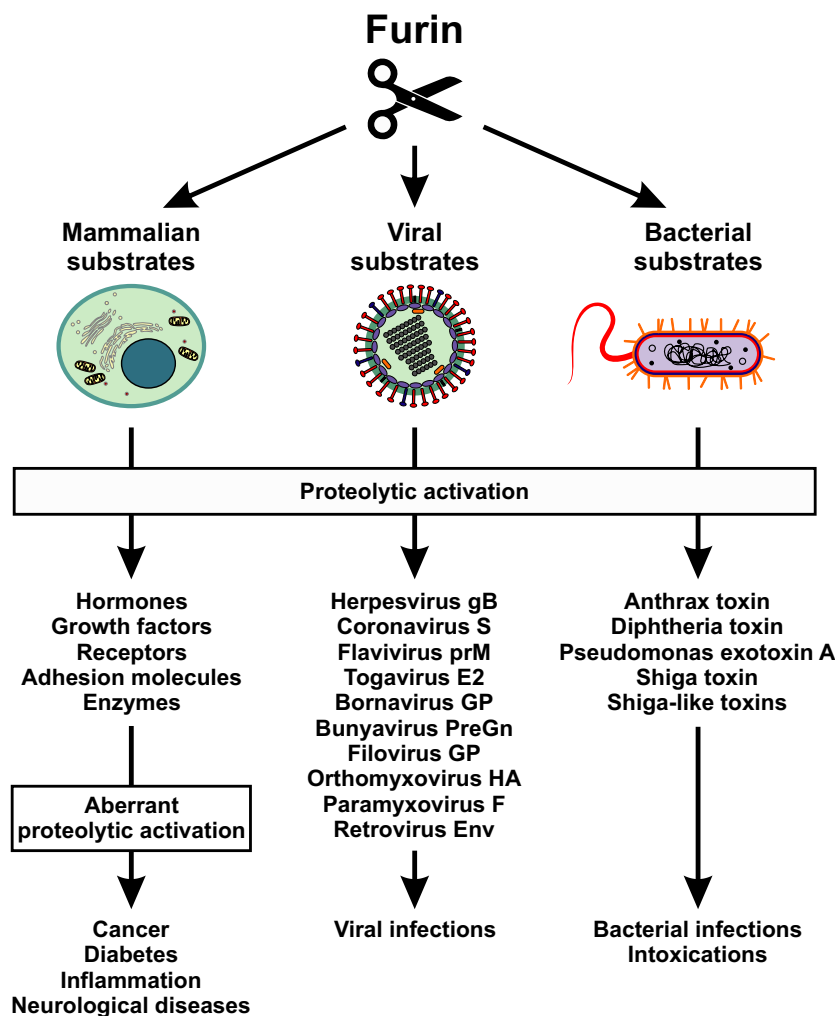 Furin
Mammalian
substrates
Viral
substrates
Bacterial
substrates
Proteolytic activation
Hormones
Growth factors
Receptors
Adhesion molecules
Enzymes
Herpesvirus gB
Coronavirus S
Flavivirus prM
Togavirus E2
Bornavirus GP
Bunyavirus PreGn
Filovirus GP
Orthomyxovirus HA
Paramyxovirus F
Retrovirus Env
Anthrax toxin
Diphtheria toxin
Pseudomonas exotoxin A
Shiga toxin
Shiga-like toxins
Aberrant
proteolytic activation
Cancer
Diabetes
Inflammation
Neurological diseases
Viral infections
Bacterial infections
Intoxications